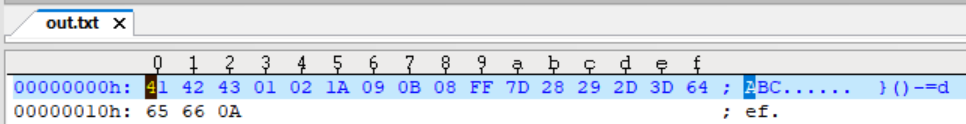 out.txt ×
0 1 2 3 4 5 6 7 8 9 a b c d e f
00000000h: 41 42 43 01 02 1A 09 0B 08 FF 7D 28 29 2D 3D 64 ; ABC...... }()-=d
00000010h: 65 66 0A ; ef.